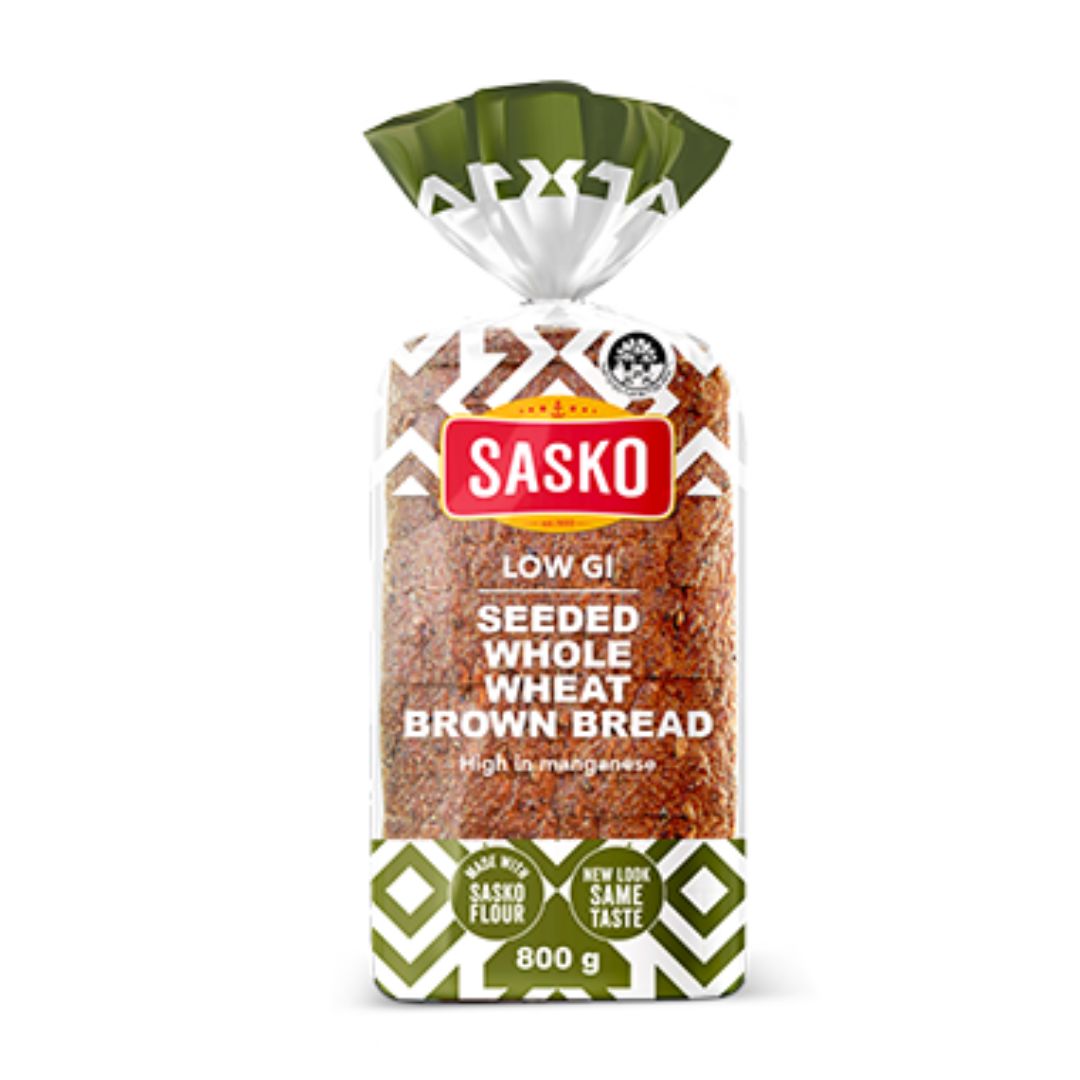 SASKO
LOW GI
SEEDED
WHOLE
WHEAT
BROWN BREAD
High in manganese
MADE WITH
SASKO
FLOUR
NEW LOOK
SAME
TASTE
800 g